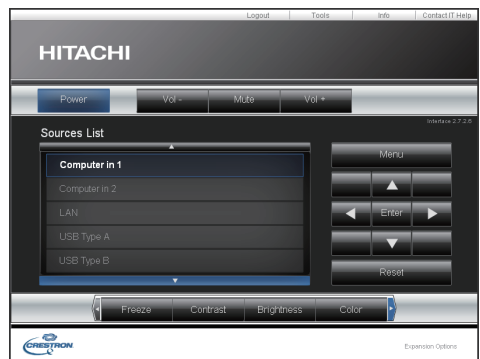 Logout Tools Info Contact IT Help
HITACHI
Power Vol - Mute Vol +
Interface 2.7.2.6
Sources List
Computer in 1
Computer in 2
LAN
USB Type A
USB Type B
Menu
Enter
Reset
Freeze Contrast Brightness Color
CRESTRON
Expansion Options